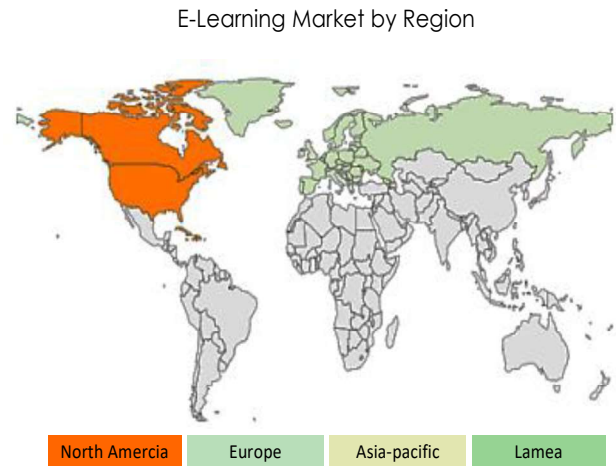 E-Learning Market by Region
North Amercia
Europe
Asia-pacific
Lamea